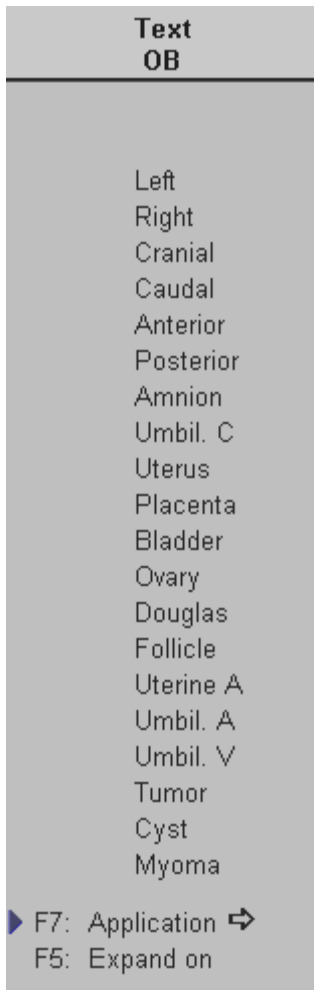 Text
OB
Left
Right
Cranial
Caudal
Anterior
Posterior
Amnion
Umbil. C
Uterus
Placenta
Bladder
Ovary
Douglas
Follicle
Uterine A
Umbil. A
Umbil. V
Tumor
Cyst
Myoma
F7: Application ➪
F5: Expand on